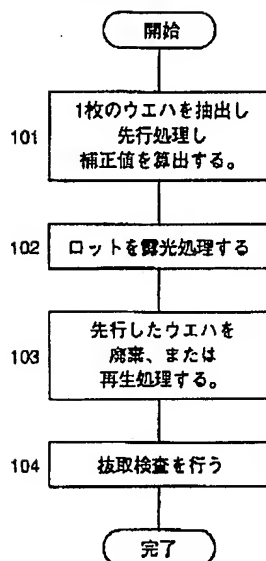 開始
1枚のウエハを抽出し
先行処理し
補正値を算出する。
101
ロットを露光処理する
102
先行したウエハを
廃棄、または
再生処理する。
103
抜取検査を行う
104
完了